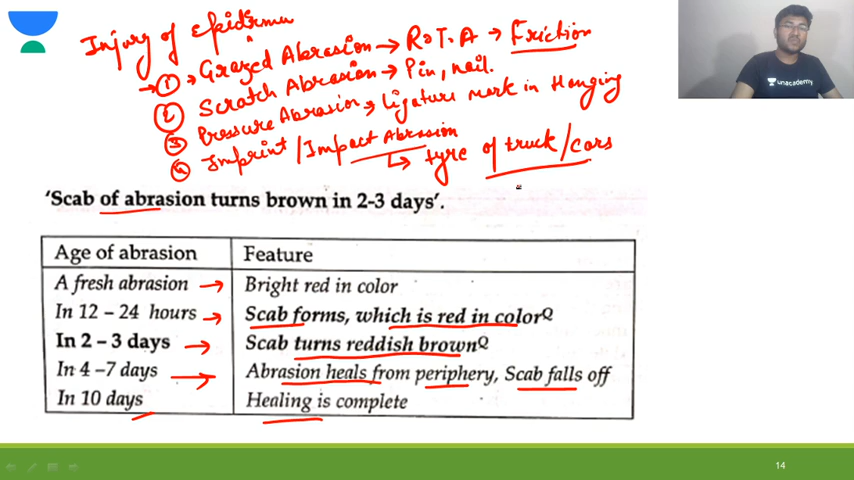 Injury of Epidermu
→ ① → Grazed Abrasion → R.T.A → Friction
② Scratch Abrasion → Pin, nail.
③ Pressure Abrasion → Ligature mark in Hanging
④ Imprint / Impact Abrasion
↳ tyre of truck/cars
unacademy
'Scab of abrasion turns brown in 2-3 days'.
Age of abrasion Feature
A fresh abrasion → Bright red in color
In 12 – 24 hours → Scab forms, which is red in colorQ
In 2 – 3 days → Scab turns reddish brownQ
In 4 –7 days → Abrasion heals from periphery, Scab falls off
In 10 days Healing is complete
14